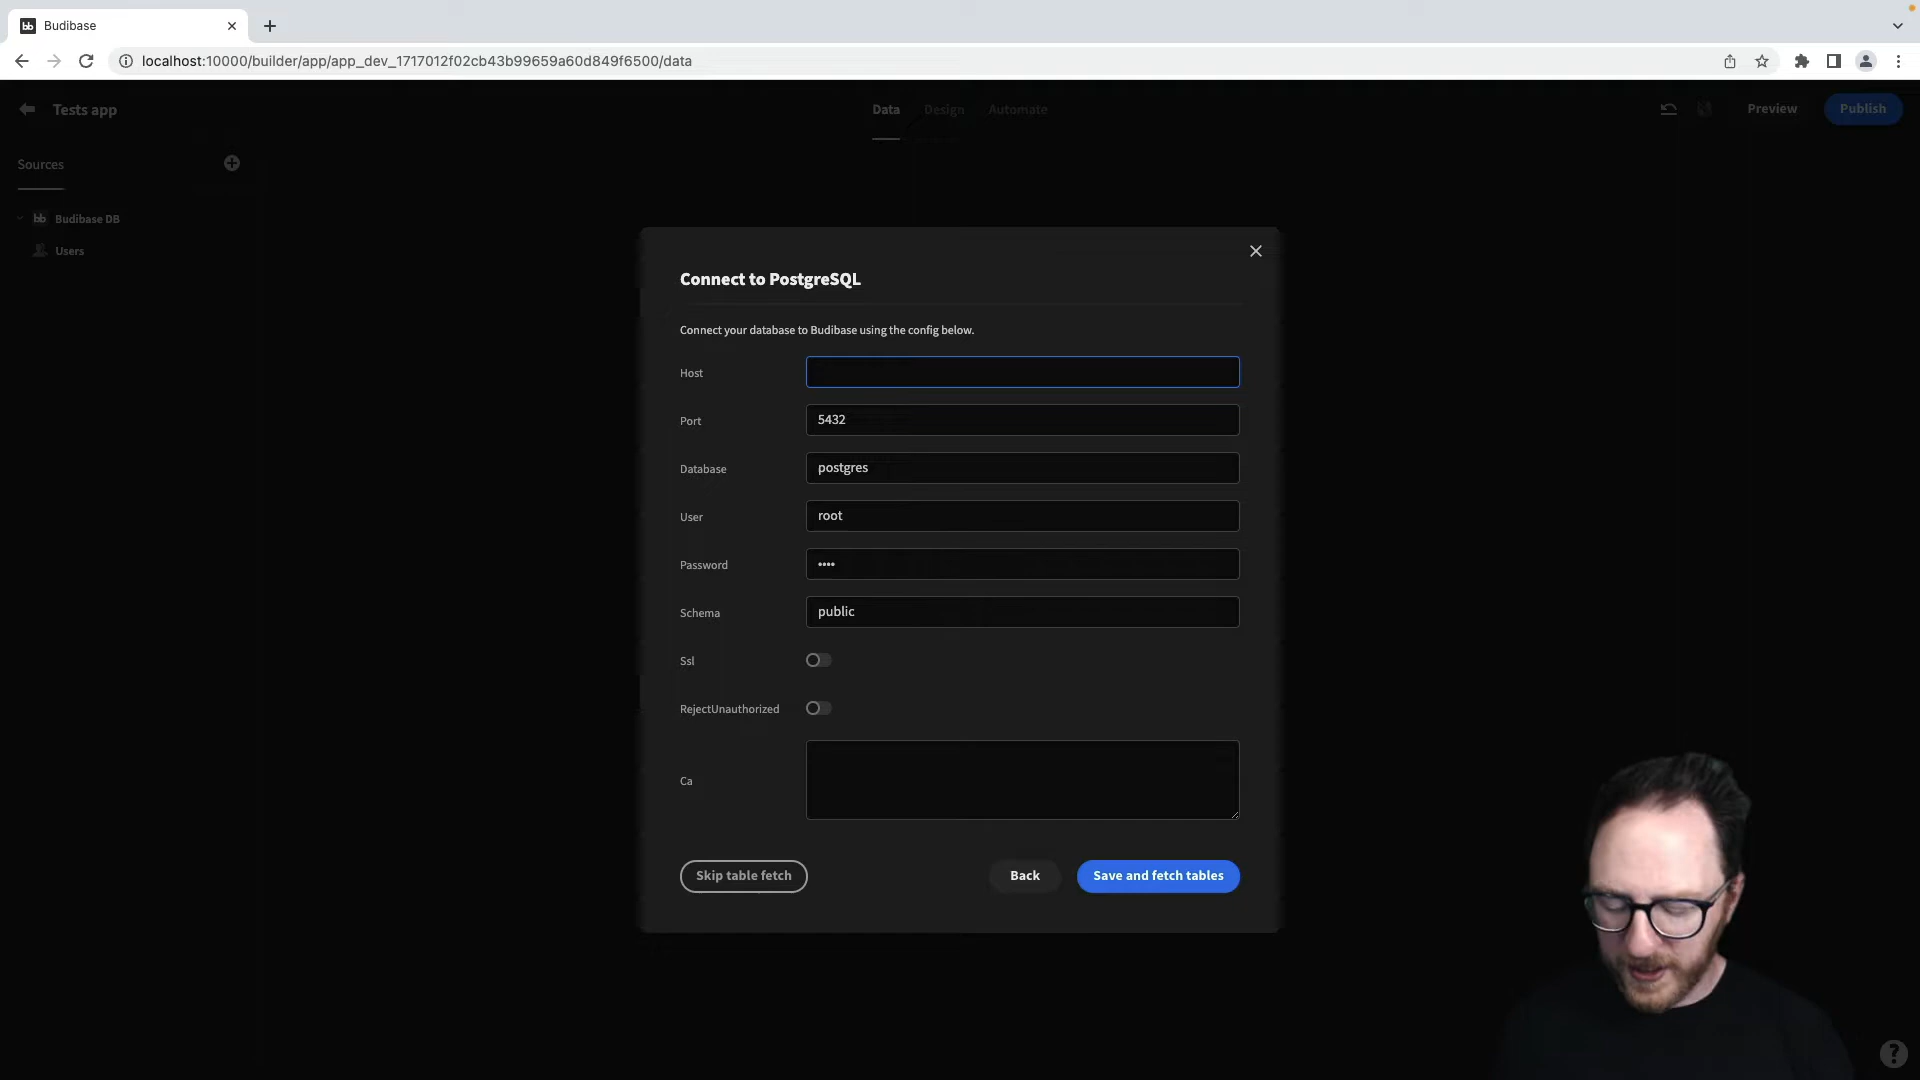 Budibase
localhost:10000/builder/app/app_dev_1717012f02cb43b99659a60d849f6500/data
Tests app
Data
Design
Automate
Preview
Publish
Sources
bb Budibase DB
Users
Connect to PostgreSQL
Connect your database to Budibase using the config below.
Host
Port
5432
Database
postgres
User
root
Password
••••
Schema
public
Ssl
RejectUnauthorized
Ca
Skip table fetch
Back
Save and fetch tables
?